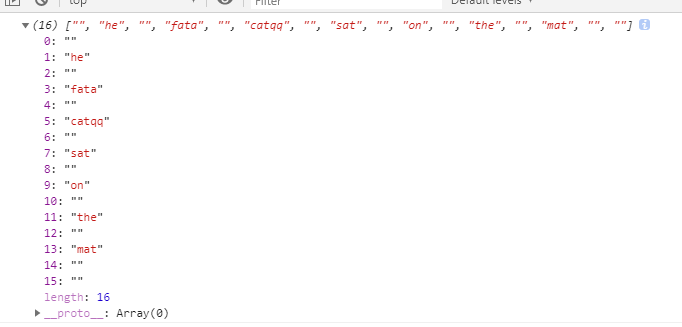 top
Filter
Default levels
(16) ["", "he", "", "fata", "", "catqq", "", "sat", "", "on", "", "the", "", "mat", "", ""]
0: ""
1: "he"
2: ""
3: "fata"
4: ""
5: "catqq"
6: ""
7: "sat"
8: ""
9: "on"
10: ""
11: "the"
12: ""
13: "mat"
14: ""
15: ""
length: 16
__proto__: Array(0)